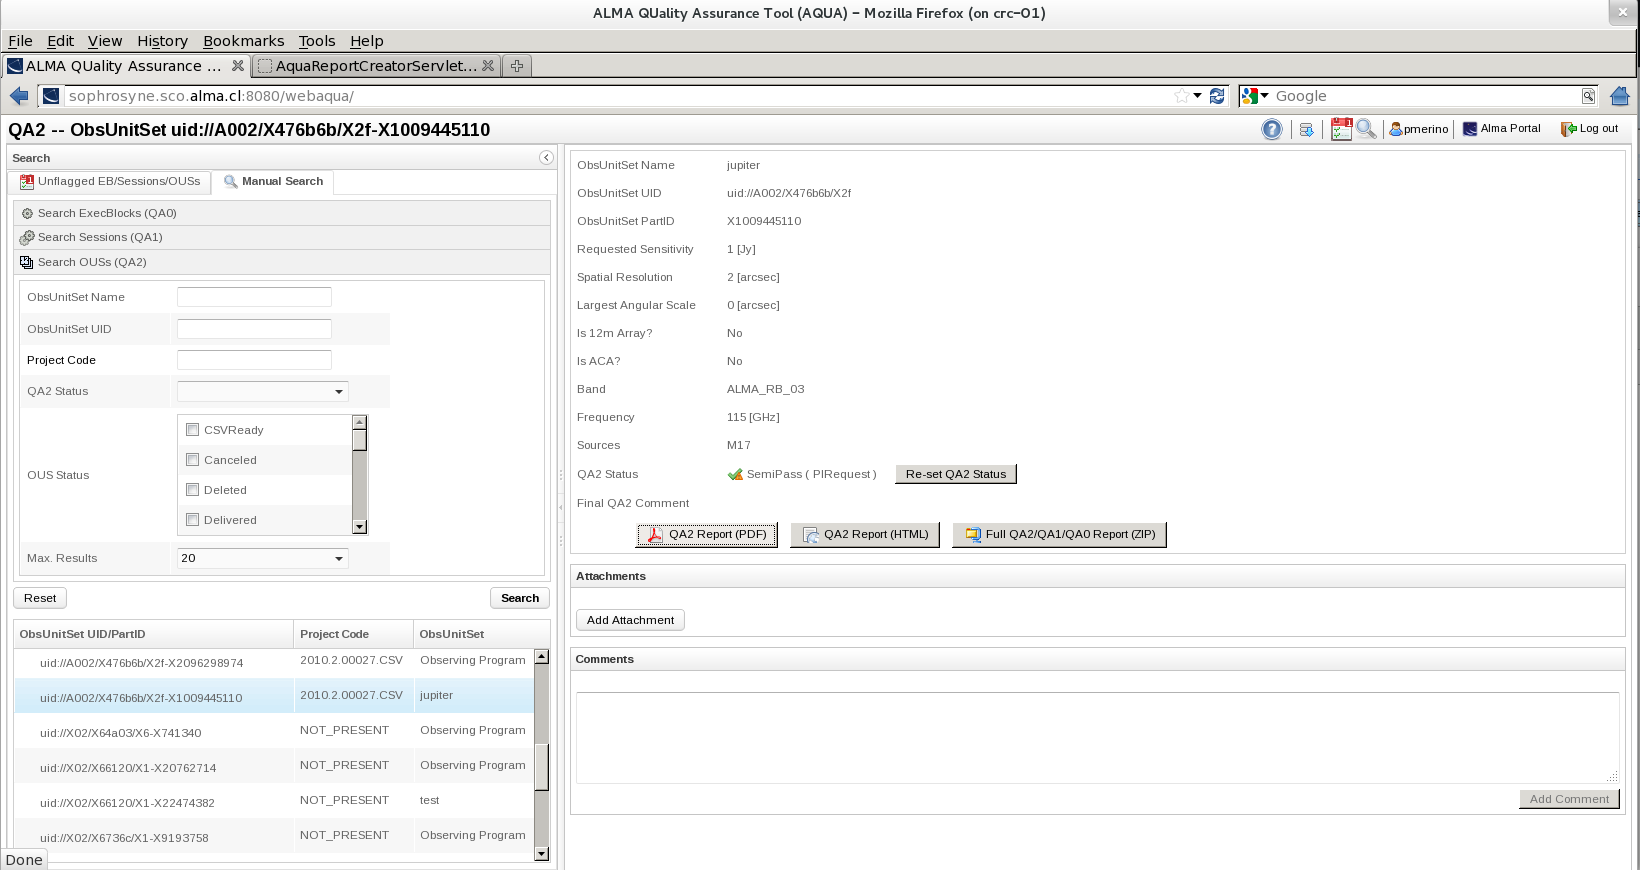 ALMA QUality Assurance Tool (AQUA) – Mozilla Firefox (on crc-01)
File Edit View History Bookmarks Tools Help
ALMA QUality Assurance ... AquaReportCreatorServlet...
sophrosyne.sco.alma.cl:8080/webaqua/ Google
QA2 -- ObsUnitSet uid://A002/X476b6b/X2f-X1009445110 ? 1 pmerino Alma Portal Log out
Search
1 Unflagged EB/Sessions/OUSs Manual Search
Search ExecBlocks (QA0)
Search Sessions (QA1)
Search OUSs (QA2)
ObsUnitSet Name
ObsUnitSet UID
Project Code
QA2 Status
OUS Status
CSVReady
Canceled
Deleted
Delivered
Max. Results 20
Reset Search
ObsUnitSet UID/PartID Project Code ObsUnitSet
uid://A002/X476b6b/X2f-X2096298974 2010.2.00027.CSV Observing Program
uid://A002/X476b6b/X2f-X1009445110 2010.2.00027.CSV jupiter
uid://X02/X64a03/X6-X741340 NOT_PRESENT Observing Program
uid://X02/X66120/X1-X20762714 NOT_PRESENT Observing Program
uid://X02/X66120/X1-X22474382 NOT_PRESENT test
uid://X02/X6736c/X1-X9193758 NOT_PRESENT Observing Program
Done
ObsUnitSet Name jupiter
ObsUnitSet UID uid://A002/X476b6b/X2f
ObsUnitSet PartID X1009445110
Requested Sensitivity 1 [Jy]
Spatial Resolution 2 [arcsec]
Largest Angular Scale 0 [arcsec]
Is 12m Array? No
Is ACA? No
Band ALMA_RB_03
Frequency 115 [GHz]
Sources M17
QA2 Status SemiPass ( PIRequest ) Re-set QA2 Status
Final QA2 Comment
QA2 Report (PDF) QA2 Report (HTML) Full QA2/QA1/QA0 Report (ZIP)
Attachments
Add Attachment
Comments
Add Comment